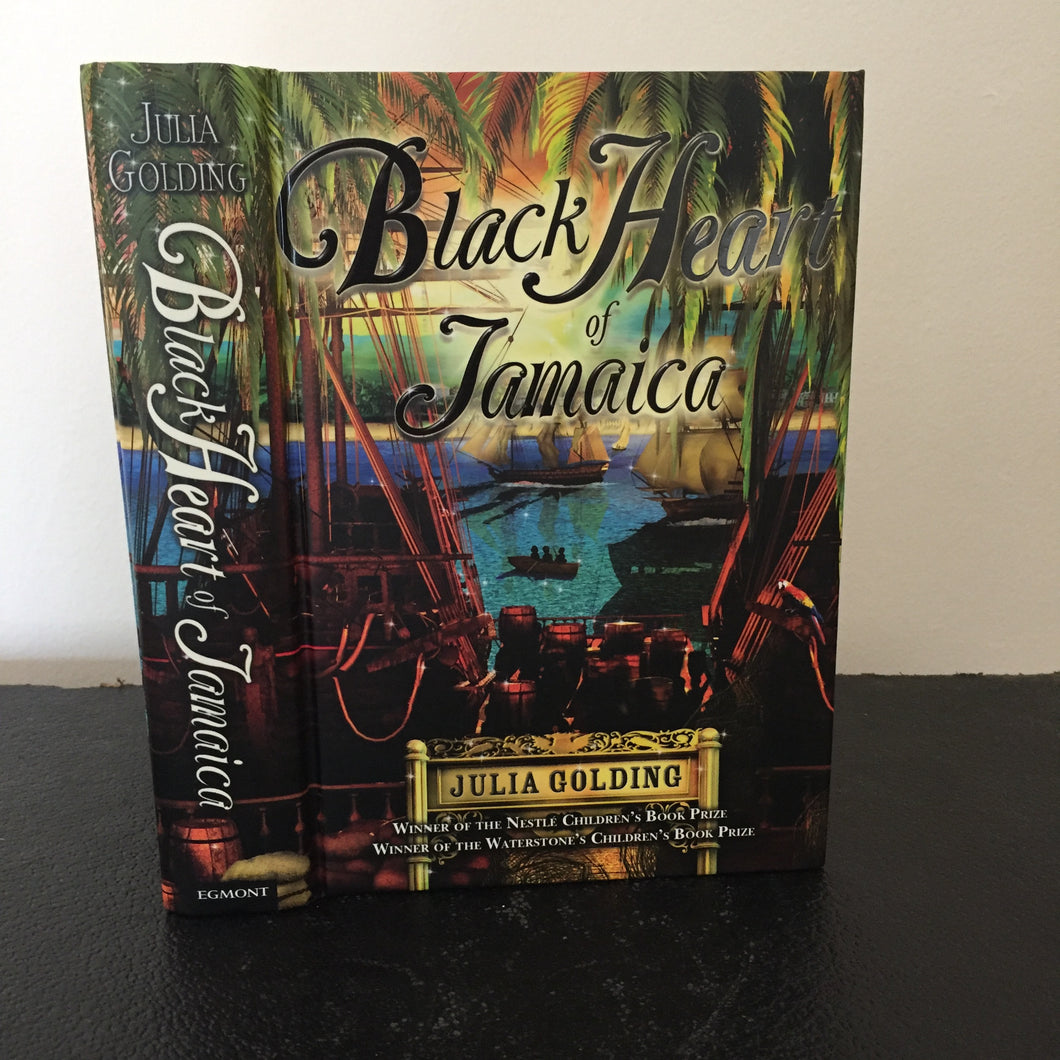 Julia
Golding
Black Heart of Jamaica
EGMONT
Black Heart
of
Jamaica
JULIA GOLDING
Winner of the Nestlé Children's Book Prize
Winner of the Waterstone's Children's Book Prize